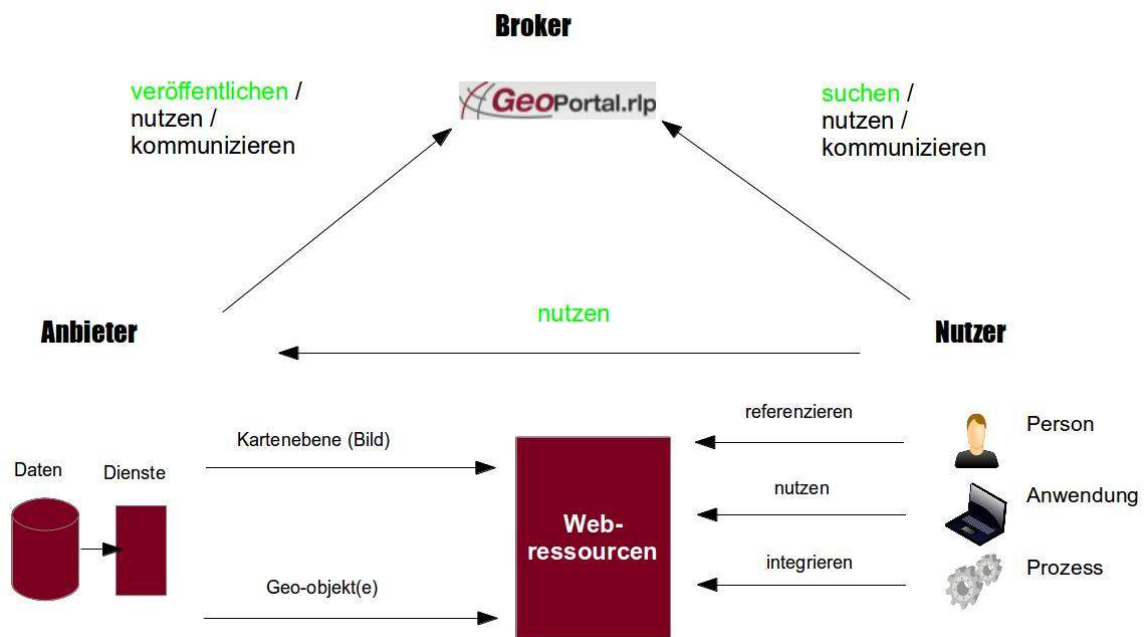 Broker
veröffentlichen /
nutzen /
kommunizieren
GeoPortal.rlp
suchen /
nutzen /
kommunizieren
Anbieter
nutzen
Nutzer
Daten
Dienste
Kartenebene (Bild)
Geo-objekt(e)
Web-
ressourcen
referenzieren
nutzen
integrieren
Person
Anwendung
Prozess